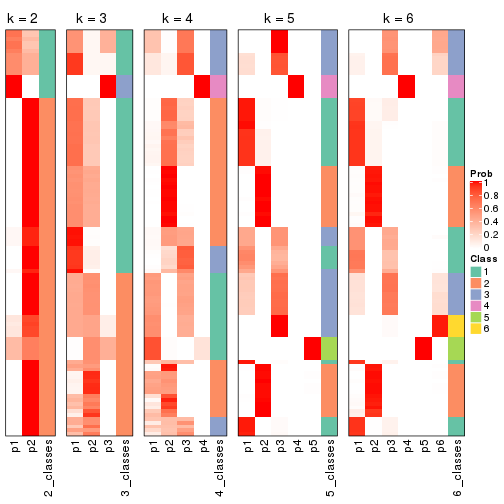 k = 2
k = 3
k = 4
k = 5
k = 6
Prob
1
0.8
0.6
0.4
0.2
0
Class
1
2
3
4
5
6
p1
p2
2_classes
p1
p2
p3
3_classes
p1
p2
p3
p4
4_classes
p1
p2
p3
p4
p5
5_classes
p1
p2
p3
p4
p5
p6
6_classes